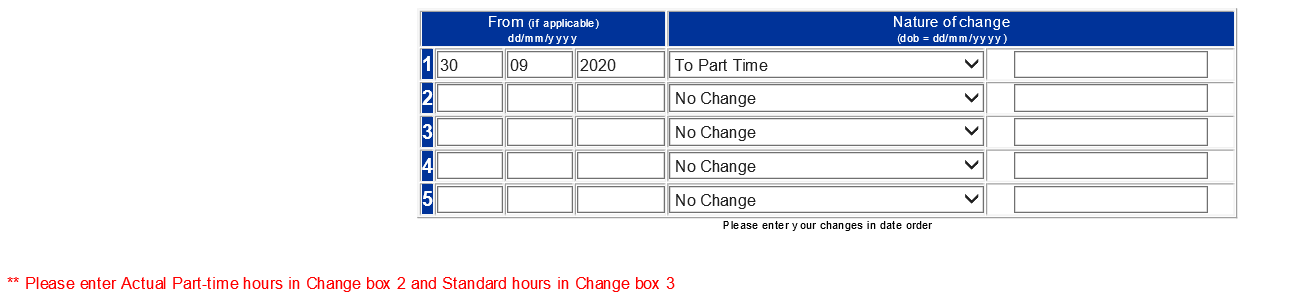 From (if applicable) Nature of change
dd/mm/yyyy (dob = dd/mm/yyyy)
1 30 09 2020 To Part Time
2 No Change
3 No Change
4 No Change
5 No Change
Please enter your changes in date order
** Please enter Actual Part-time hours in Change box 2 and Standard hours in Change box 3